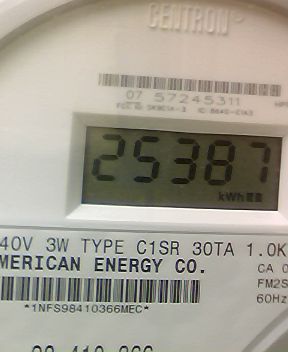 CENTRON
07 57245311
25387
kWh
40V 3W TYPE C1SR 30TA 1.0K
MERICAN ENERGY CO.
CA 0
FM2S
60Hz
*1NFS98410366MEC*